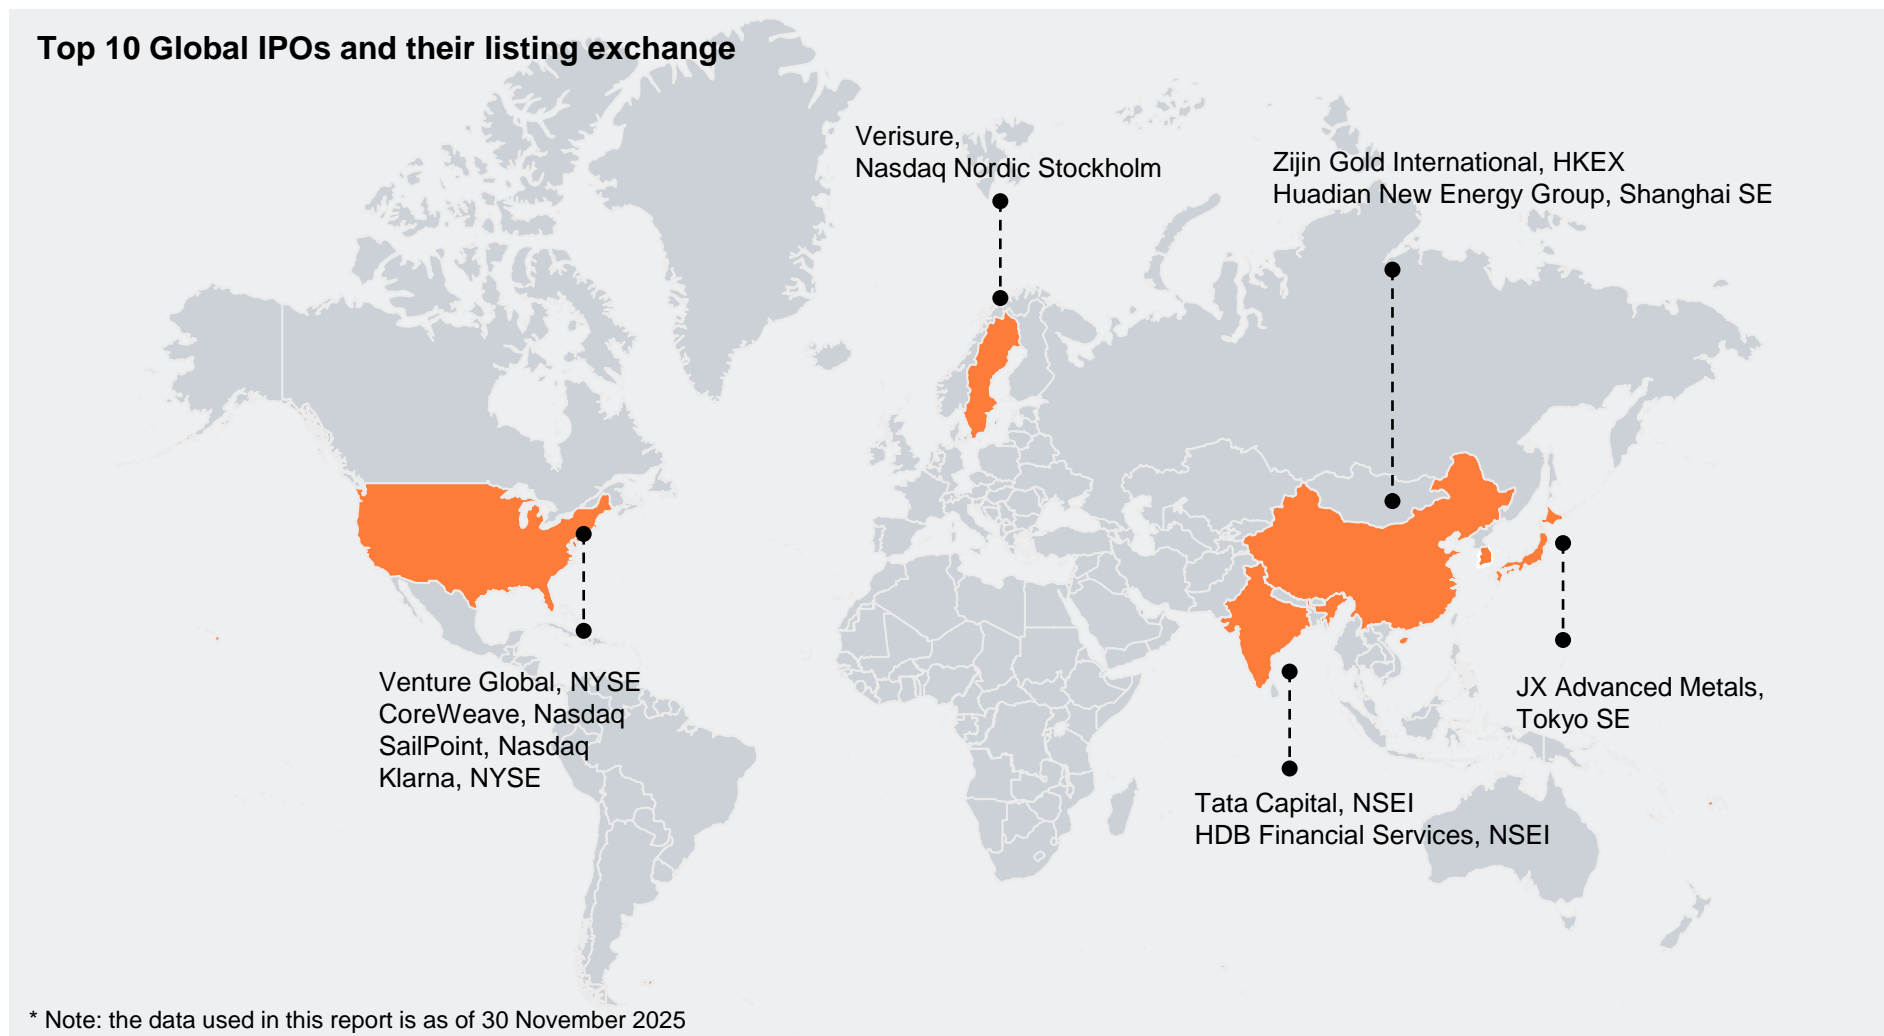 Top 10 Global IPOs and their listing exchange
Verisure,
Nasdaq Nordic Stockholm
Zijin Gold International, HKEX
Huadian New Energy Group, Shanghai SE
Venture Global, NYSE
CoreWeave, Nasdaq
SailPoint, Nasdaq
Klarna, NYSE
JX Advanced Metals,
Tokyo SE
Tata Capital, NSEI
HDB Financial Services, NSEI
* Note: the data used in this report is as of 30 November 2025